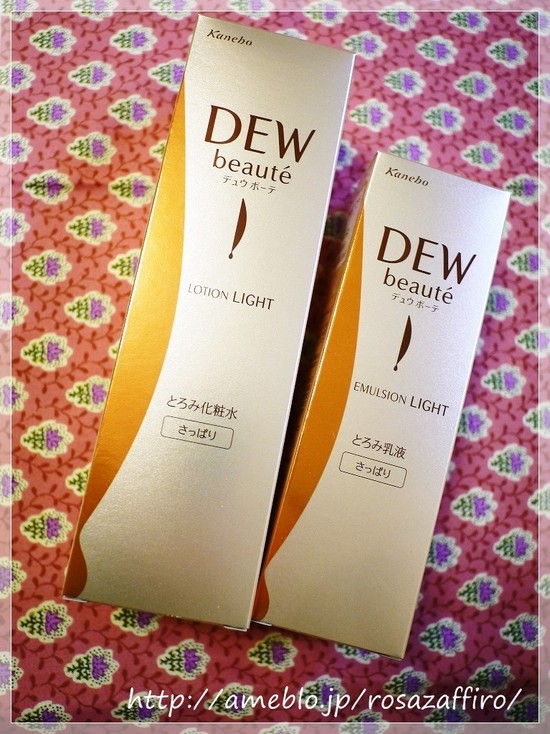 Kanebo
DEW
beauté
デュウ ボーテ
LOTION LIGHT
とろみ化粧水
さっぱり
Kanebo
DEW
beauté
デュウ ボーテ
EMULSION LIGHT
とろみ乳液
さっぱり
http://ameblo.jp/rosazaffiro/